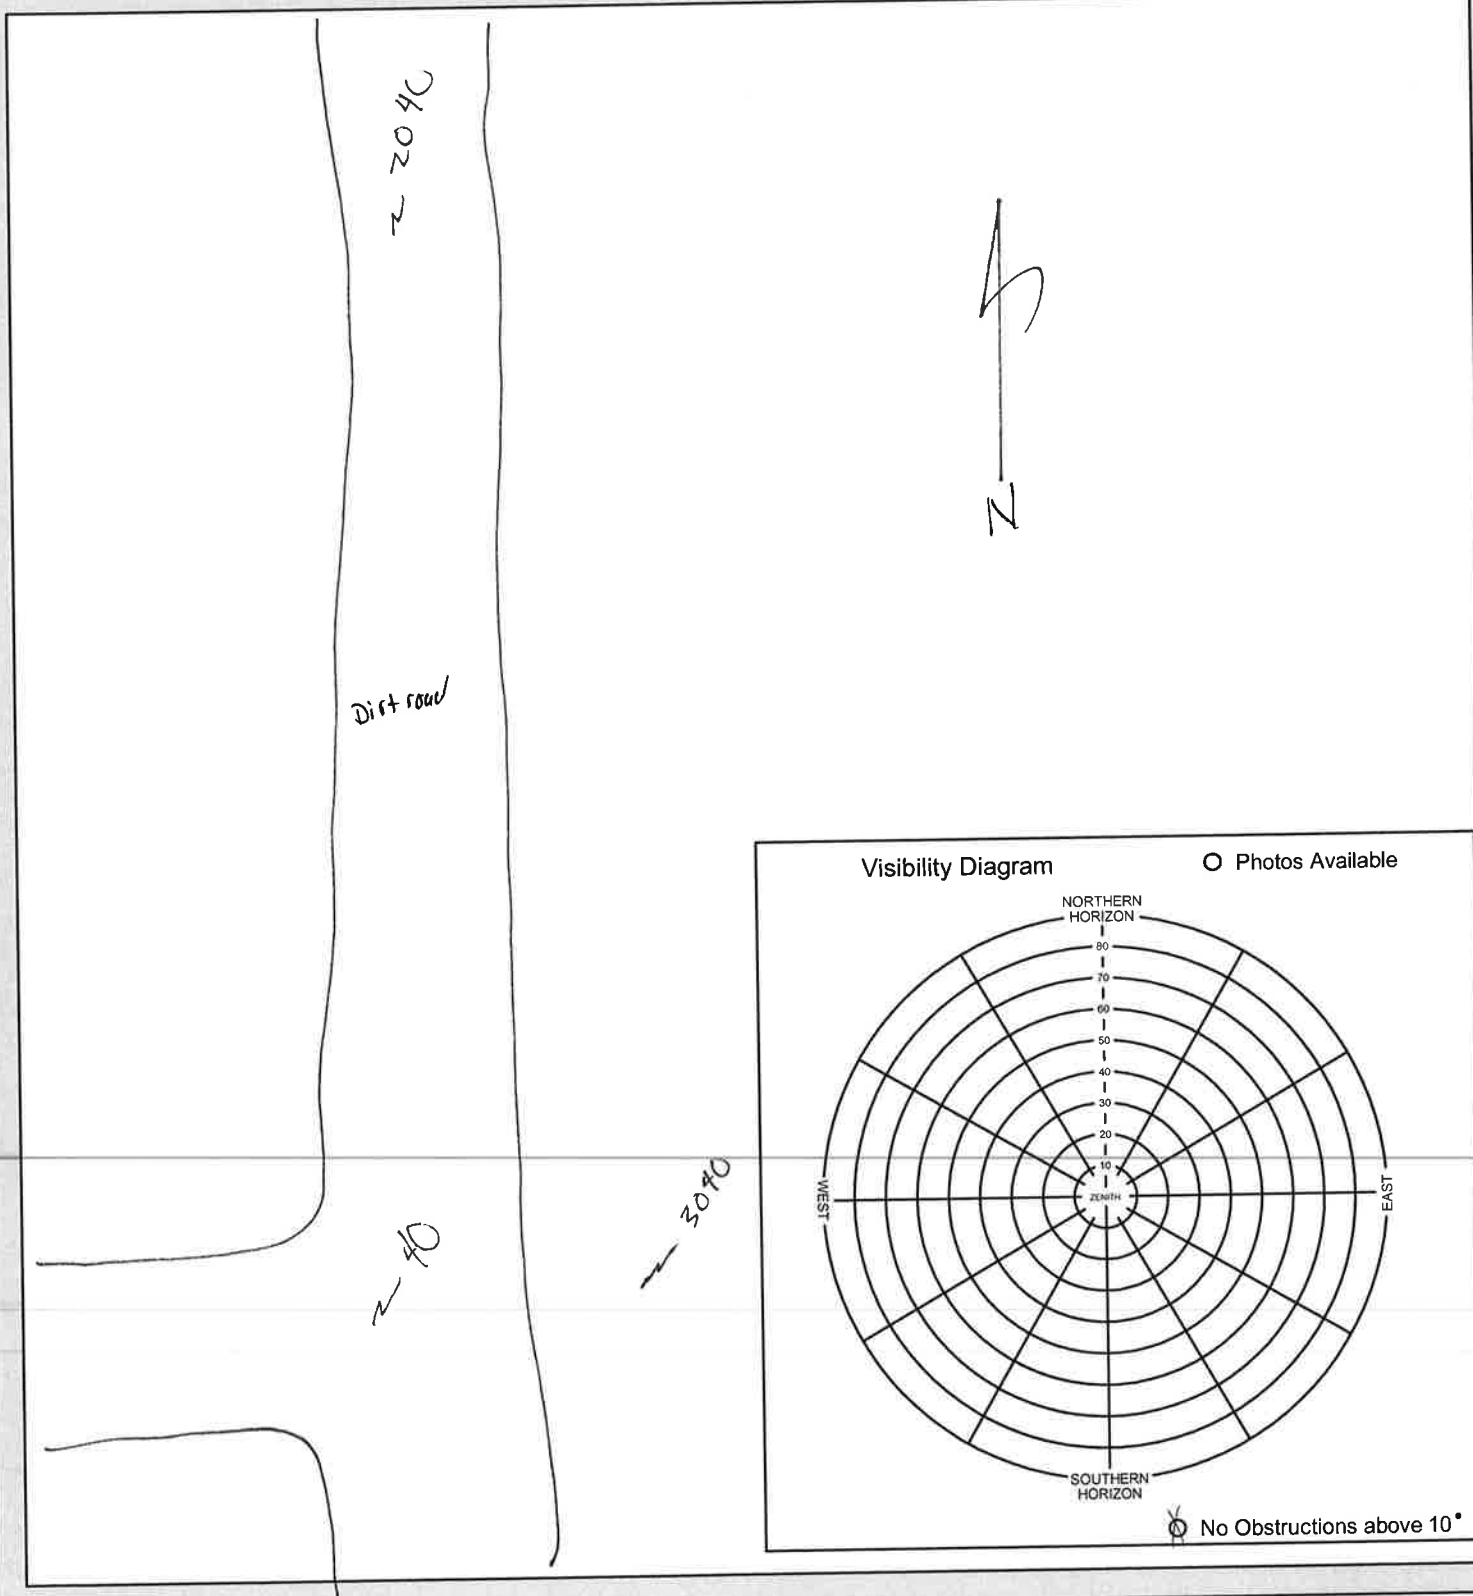 ~ 2040
N
Dirt road
Visibility Diagram
O Photos Available
NORTHERN
HORIZON
80
70
60
50
40
30
20
10
ZENITH
WEST
EAST
~ 3040
~ 40
SOUTHERN
HORIZON
No Obstructions above 10°